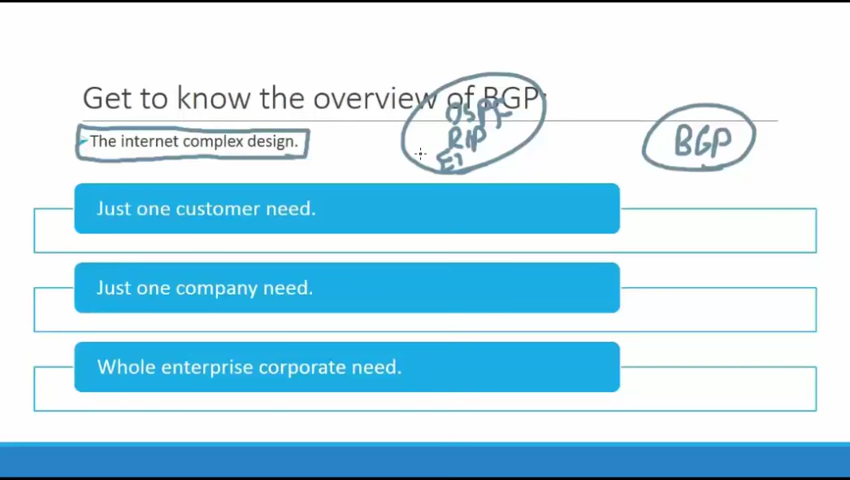 Get to know the overview of BGP:
OSPF
RIP
EI
BGP
The internet complex design.
Just one customer need.
Just one company need.
Whole enterprise corporate need.